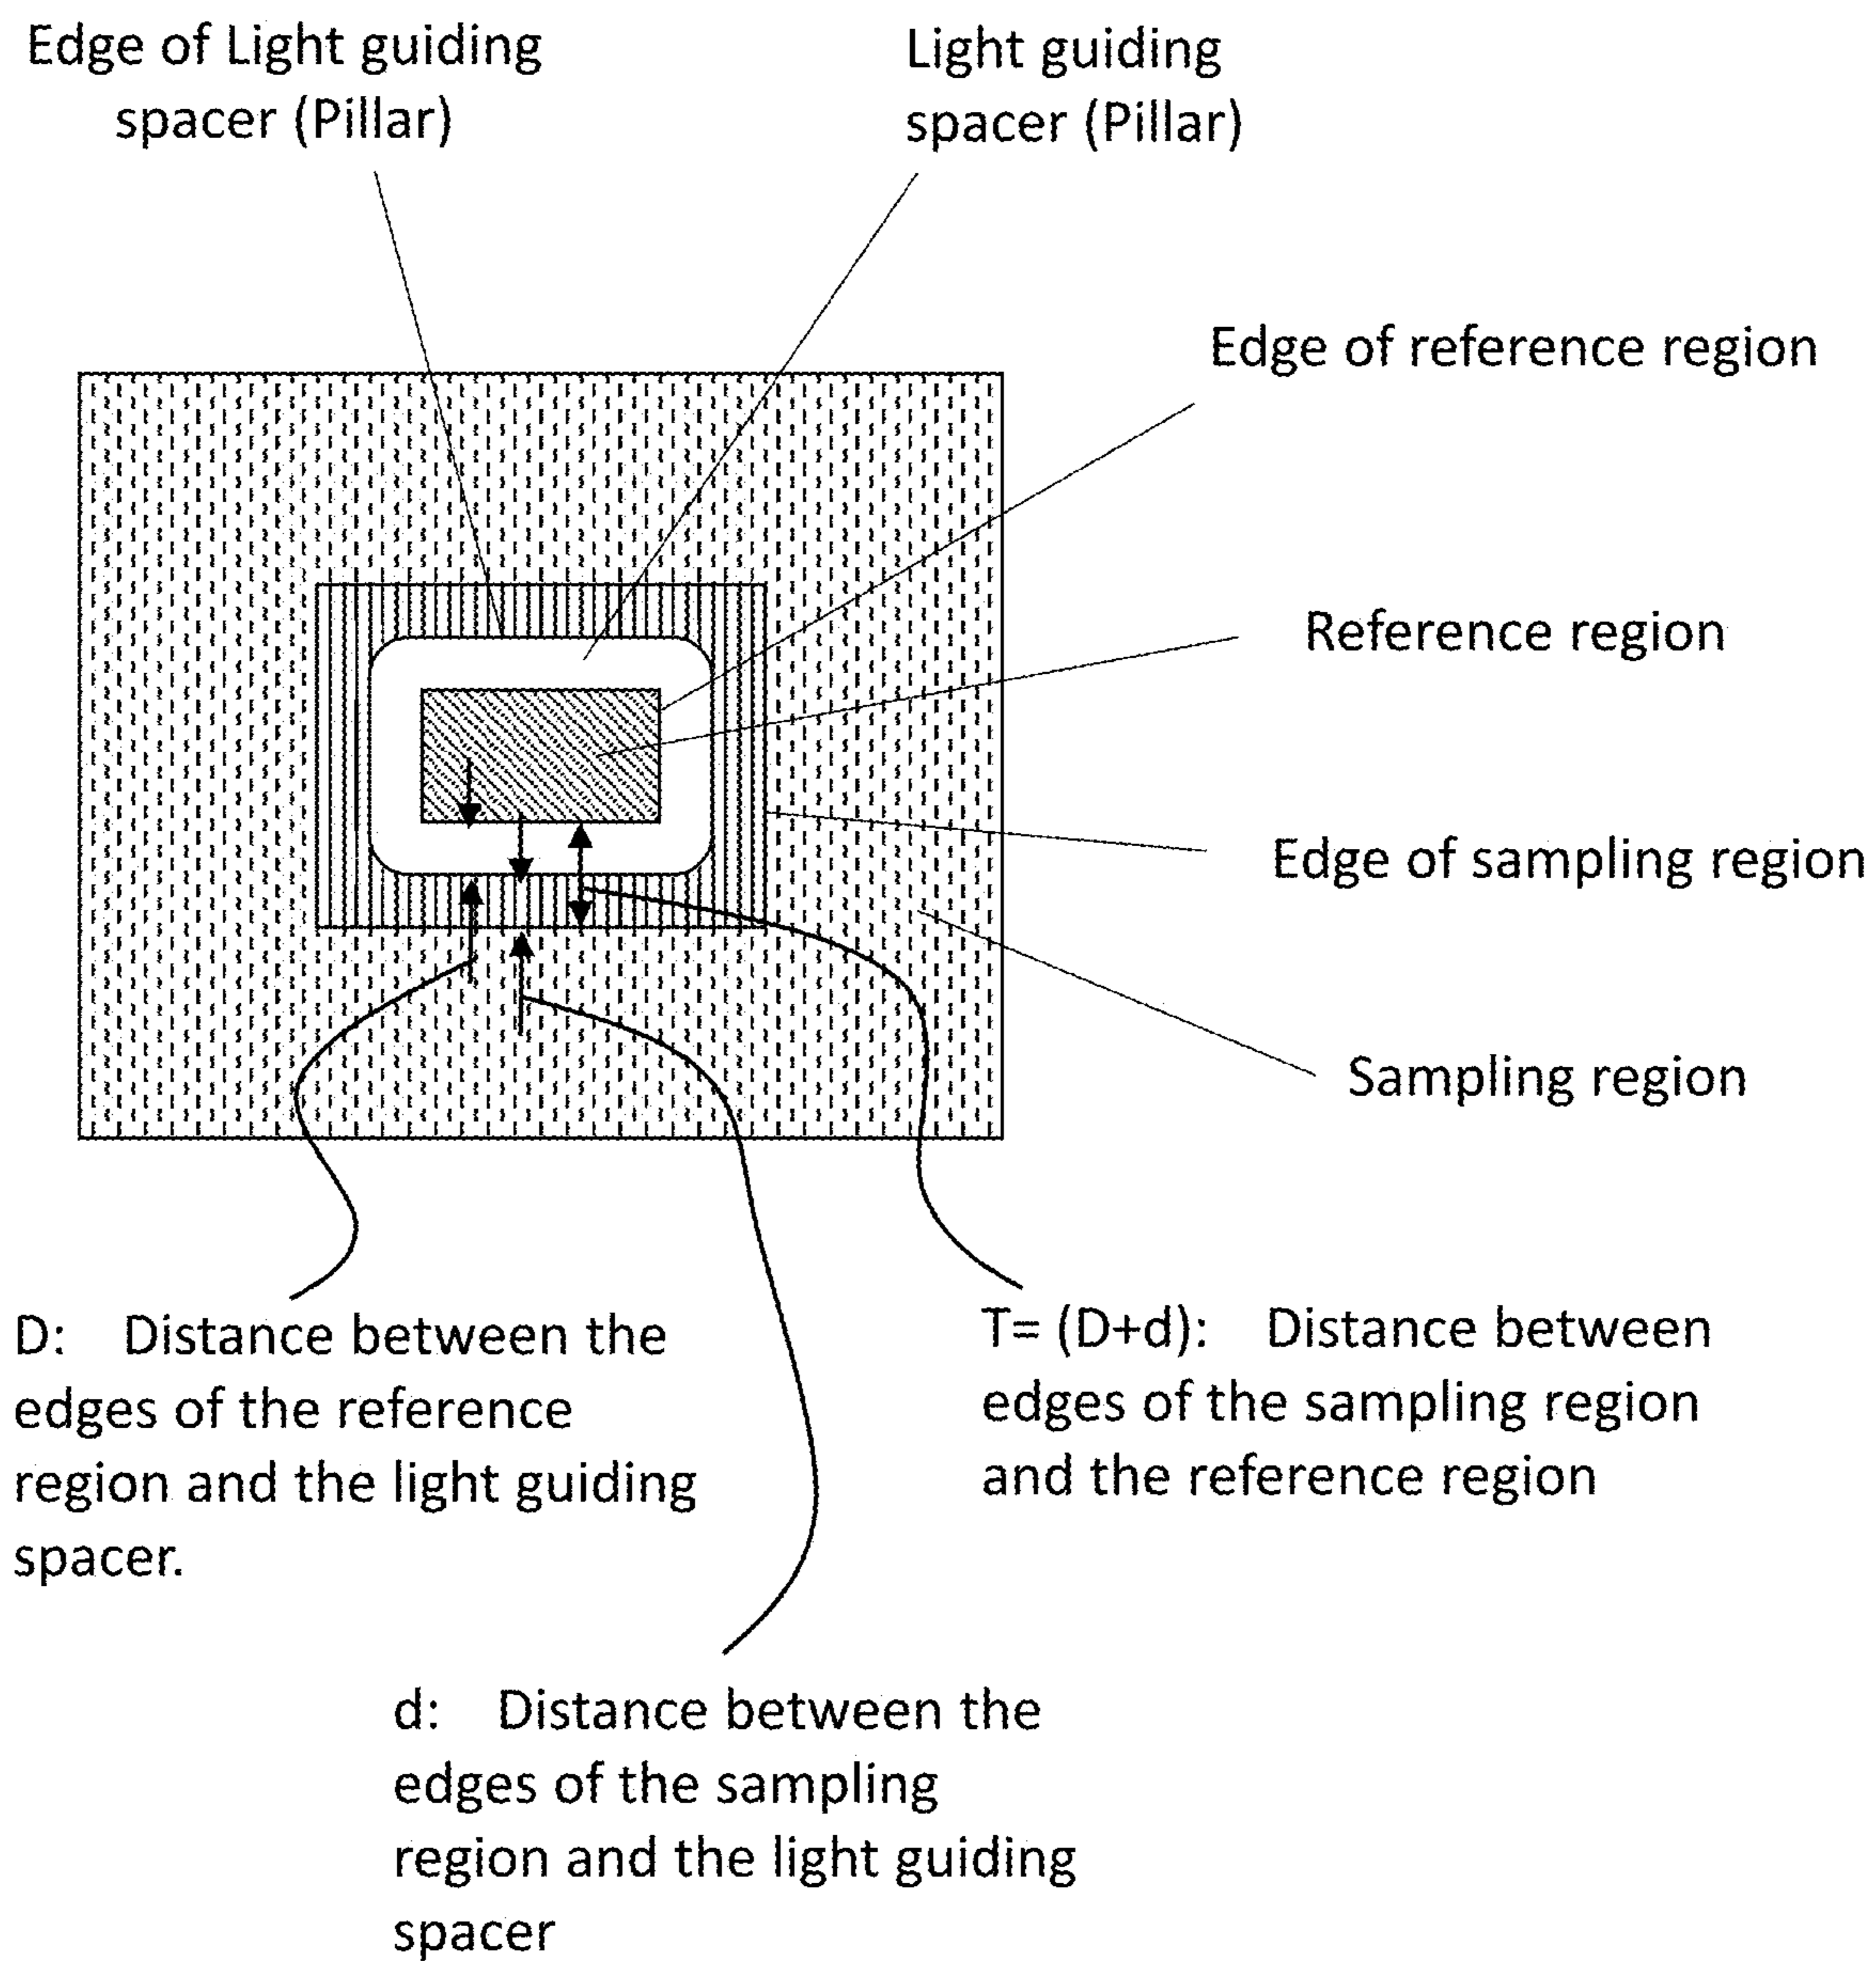 Edge of Light guiding
spacer (Pillar)
Light guiding
spacer (Pillar)
Edge of reference region
Reference region
Edge of sampling region
Sampling region
D: Distance between the
edges of the reference
region and the light guiding
spacer.
T= (D+d): Distance between
edges of the sampling region
and the reference region
d: Distance between the
edges of the sampling
region and the light guiding
spacer